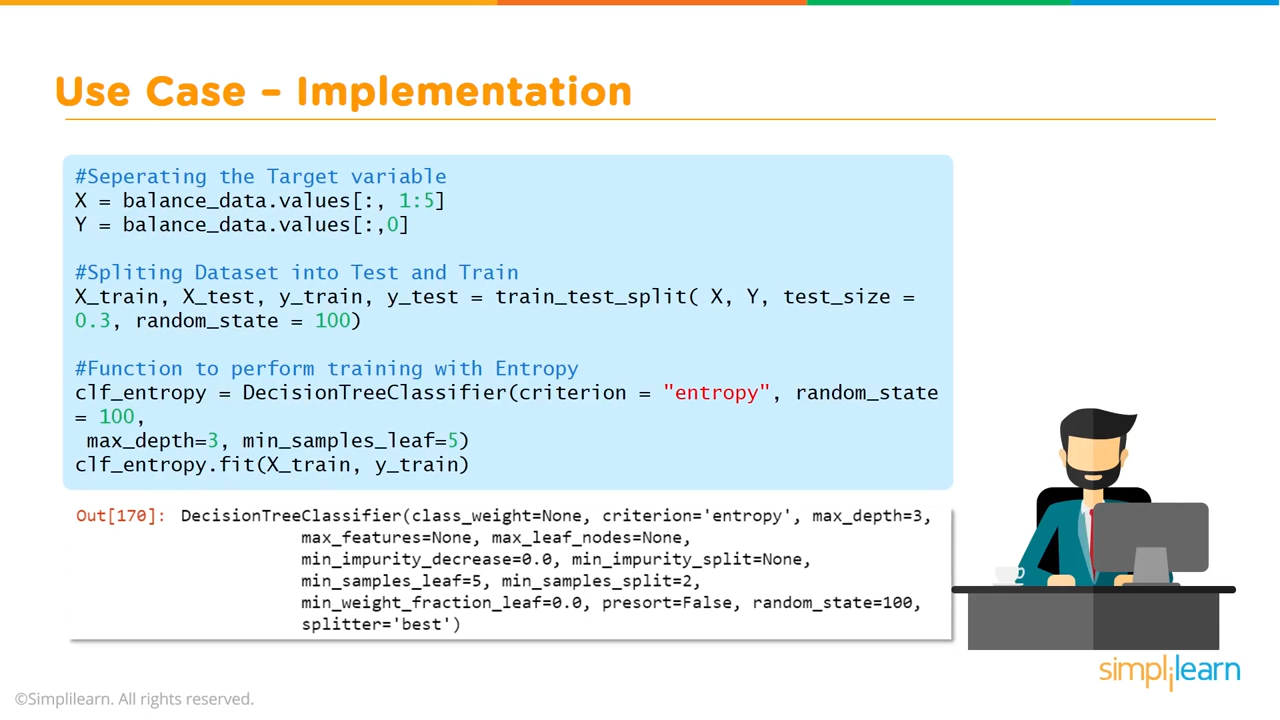 Use Case – Implementation
#Seperating the Target variable
X = balance_data.values[:, 1:5]
Y = balance_data.values[:,0]
#Spliting Dataset into Test and Train
X_train, X_test, y_train, y_test = train_test_split( X, Y, test_size =
0.3, random_state = 100)
#Function to perform training with Entropy
clf_entropy = DecisionTreeClassifier(criterion = "entropy", random_state
= 100,
max_depth=3, min_samples_leaf=5)
clf_entropy.fit(X_train, y_train)
Out[170]: DecisionTreeClassifier(class_weight=None, criterion='entropy', max_depth=3,
max_features=None, max_leaf_nodes=None,
min_impurity_decrease=0.0, min_impurity_split=None,
min_samples_leaf=5, min_samples_split=2,
min_weight_fraction_leaf=0.0, presort=False, random_state=100,
splitter='best')
simplilearn
©Simplilearn. All rights reserved.